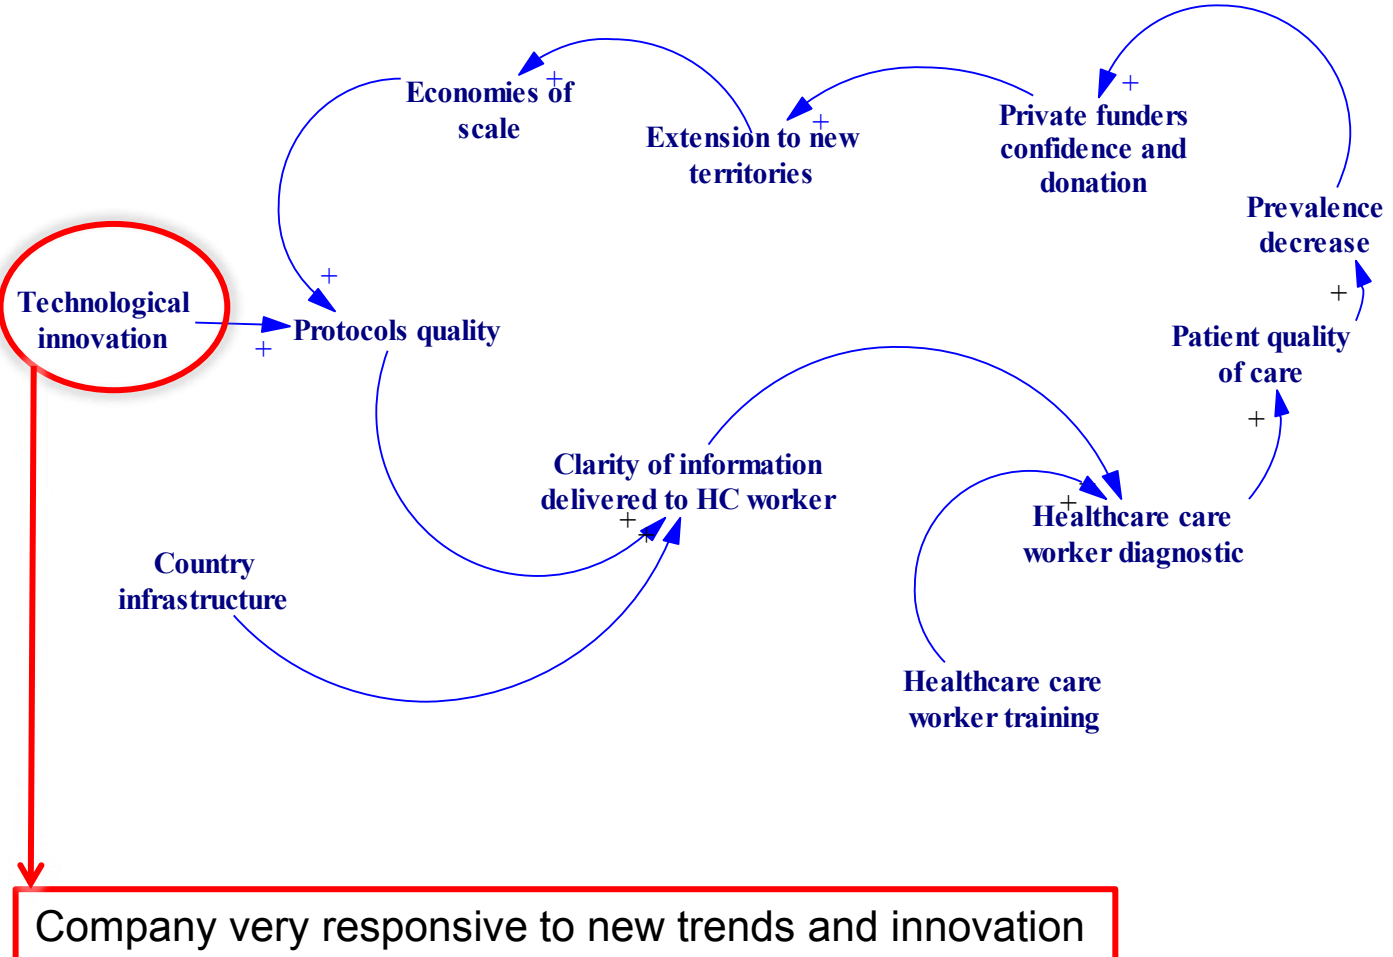 Economies of
scale
+
Extension to new
territories
+
Private funders
confidence and
donation
+
Prevalence
decrease
+
Technological
innovation
+
Protocols quality
+
Patient quality
of care
+
Clarity of information
delivered to HC worker
+
+
Healthcare care
worker diagnostic
+
Country
infrastructure
Healthcare care
worker training
Company very responsive to new trends and innovation